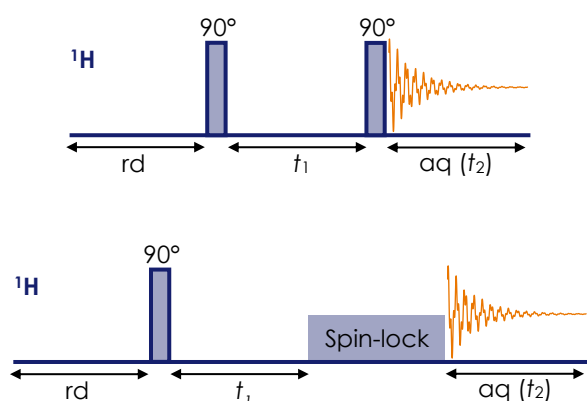 90° 90°
¹H
rd t₁ aq (t₂)
90°
¹H
Spin-lock
rd t₁ aq (t₂)